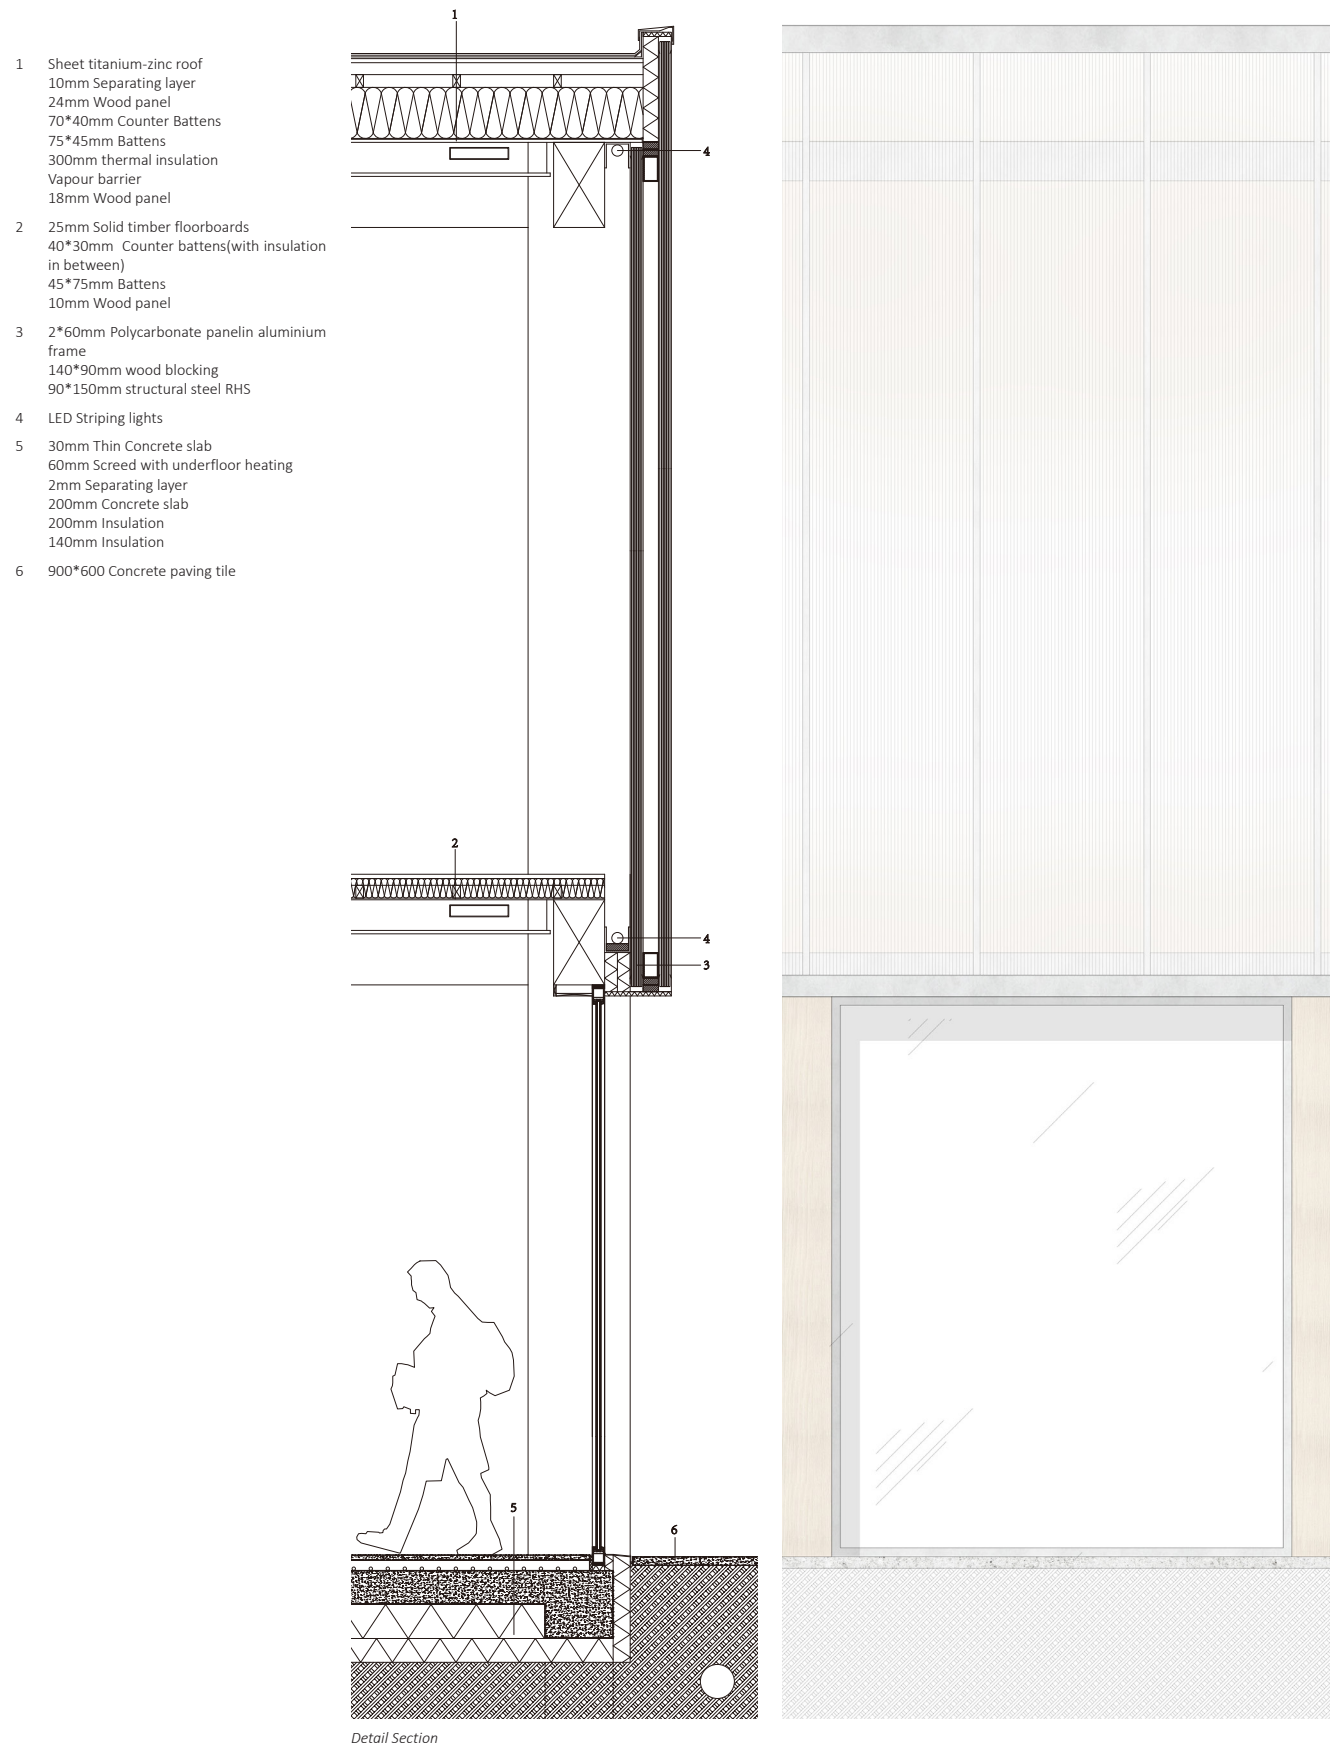 1 Sheet titanium-zinc roof
10mm Separating layer
24mm Wood panel
70*40mm Counter Battens
75*45mm Battens
300mm thermal insulation
Vapour barrier
18mm Wood panel
2 25mm Solid timber floorboards
40*30mm Counter battens(with insulation
in between)
45*75mm Battens
10mm Wood panel
3 2*60mm Polycarbonate panelin aluminium
frame
140*90mm wood blocking
90*150mm structural steel RHS
4 LED Striping lights
5 30mm Thin Concrete slab
60mm Screed with underfloor heating
2mm Separating layer
200mm Concrete slab
200mm Insulation
140mm Insulation
6 900*600 Concrete paving tile
1
4
2
4
3
5
6
Detail Section